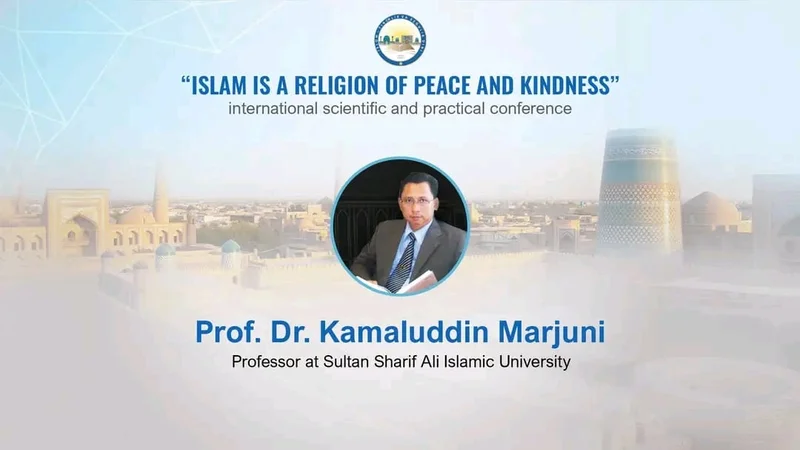 “ISLAM IS A RELIGION OF PEACE AND KINDNESS”
international scientific and practical conference
Prof. Dr. Kamaluddin Marjuni
Professor at Sultan Sharif Ali Islamic University